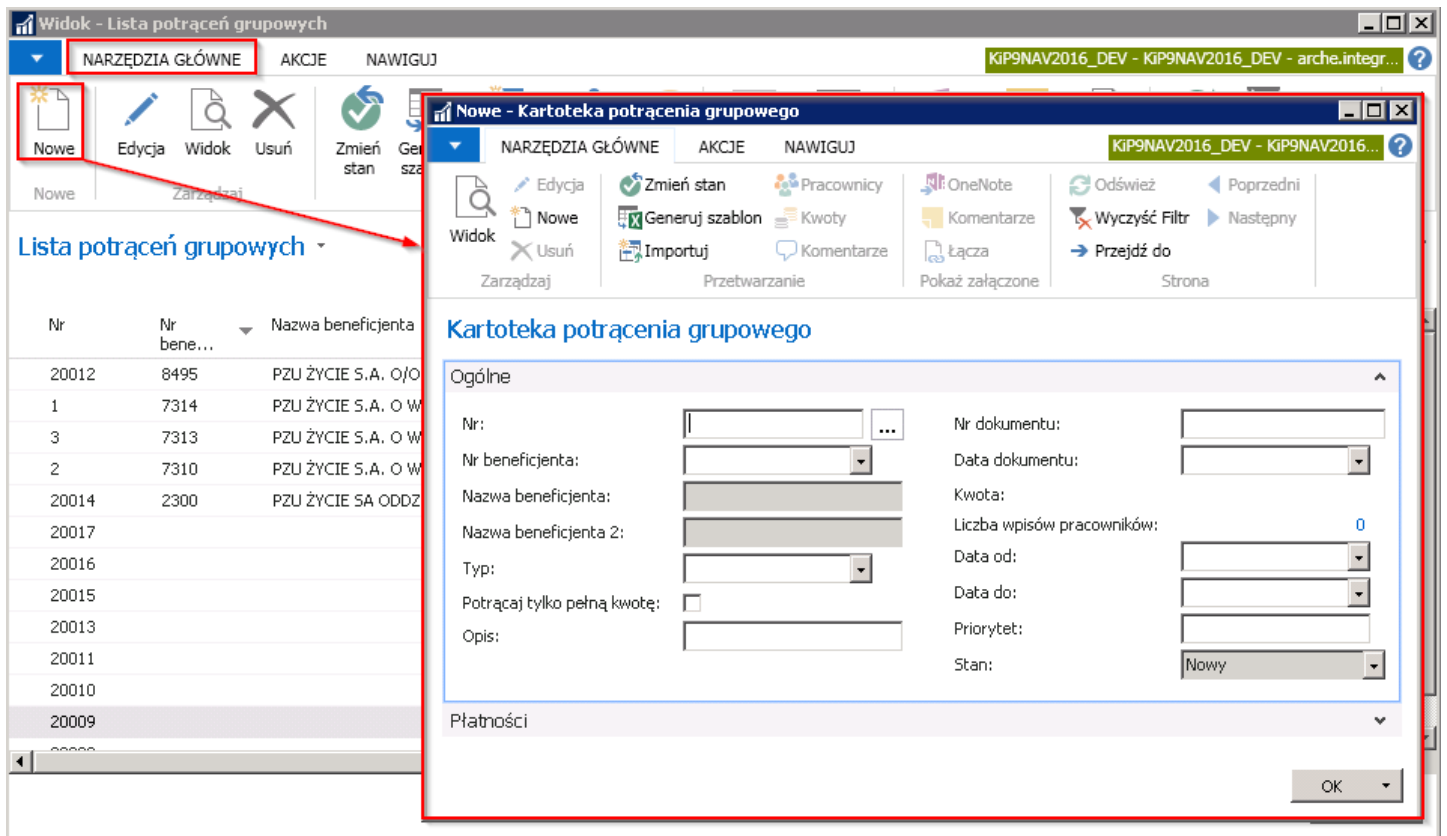 Widok - Lista potrąceń grupowych
NARZĘDZIA GŁÓWNE AKCJE NAWIGUJ
KiP9NAV2016_DEV - KiP9NAV2016_DEV - arche.integr...
Nowe
Edycja Widok Usuń
Zmień stan
Nowe
Zarządzaj
Lista potrąceń grupowych
Nr Nr bene... Nazwa beneficjenta
20012 8495 PZU ŻYCIE S.A. O/O
1 7314 PZU ŻYCIE S.A. O W
3 7313 PZU ŻYCIE S.A. O W
2 7310 PZU ŻYCIE S.A. O W
20014 2300 PZU ŻYCIE SA ODDZ
20017
20016
20015
20013
20011
20010
20009
Nowe - Kartoteka potrącenia grupowego
NARZĘDZIA GŁÓWNE AKCJE NAWIGUJ
KiP9NAV2016_DEV - KiP9NAV2016...
Widok
Edycja
Nowe
Usuń
Zarządzaj
Zmień stan
Generuj szablon
Importuj
Pracownicy
Kwoty
Komentarze
Przetwarzanie
OneNote
Komentarze
Łącza
Pokaż załączone
Odśwież
Wyczyść Filtr
Przejdź do
Poprzedni
Następny
Strona
Kartoteka potrącenia grupowego
Ogólne
Nr: ...
Nr beneficjenta:
Nazwa beneficjenta:
Nazwa beneficjenta 2:
Typ:
Potrącaj tylko pełną kwotę:
Opis:
Nr dokumentu:
Data dokumentu:
Kwota:
Liczba wpisów pracowników: 0
Data od:
Data do:
Priorytet:
Stan: Nowy
Płatności
OK